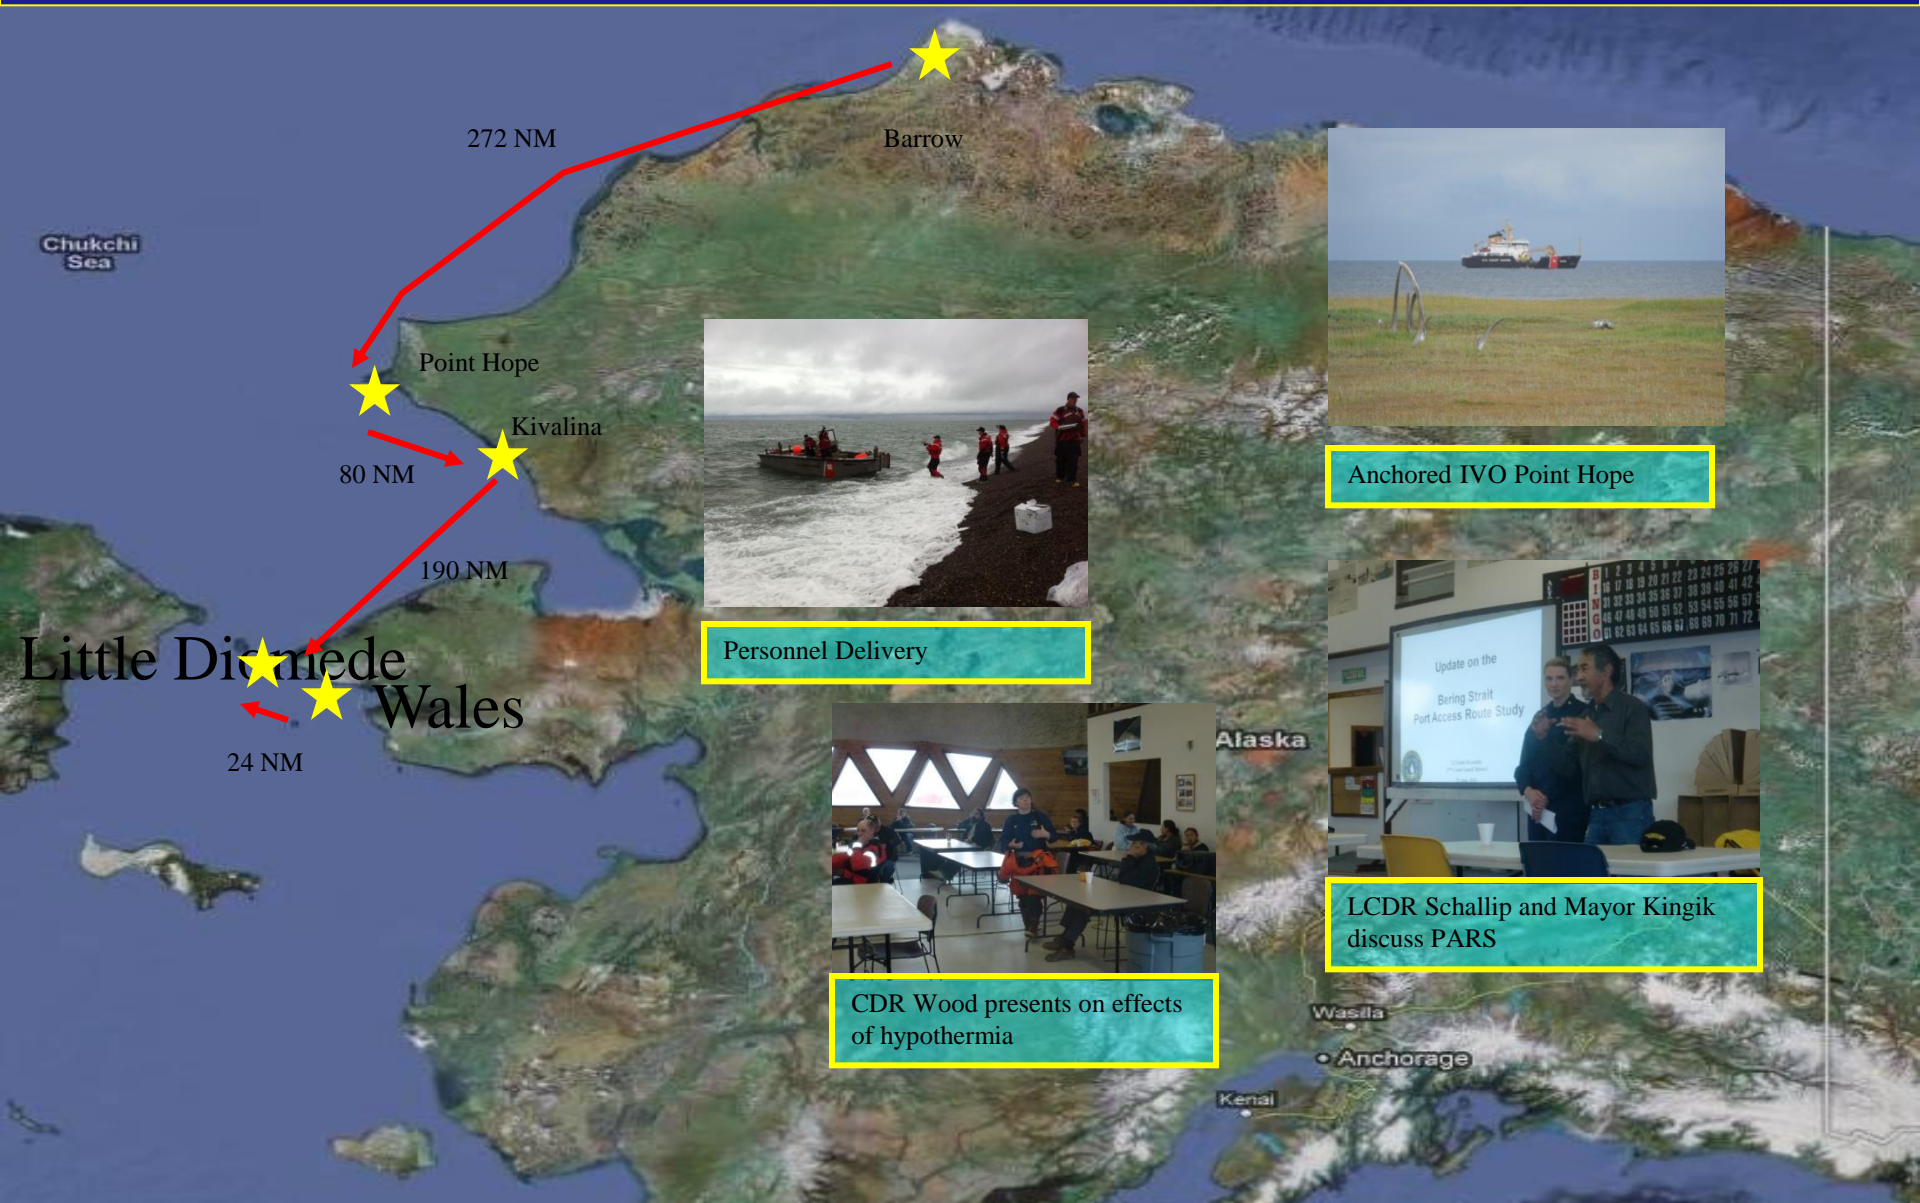 272 NM
Barrow
Chukchi
Sea
Point Hope
Kivalina
80 NM
190 NM
Little Diomede
Wales
24 NM
Personnel Delivery
Anchored IVO Point Hope
BINGO
Update on the
Bering Strait
Port Access Route Study
LCDR Schallip and Mayor Kingik
discuss PARS
Alaska
CDR Wood presents on effects
of hypothermia
Wasilla
Anchorage
Kenai